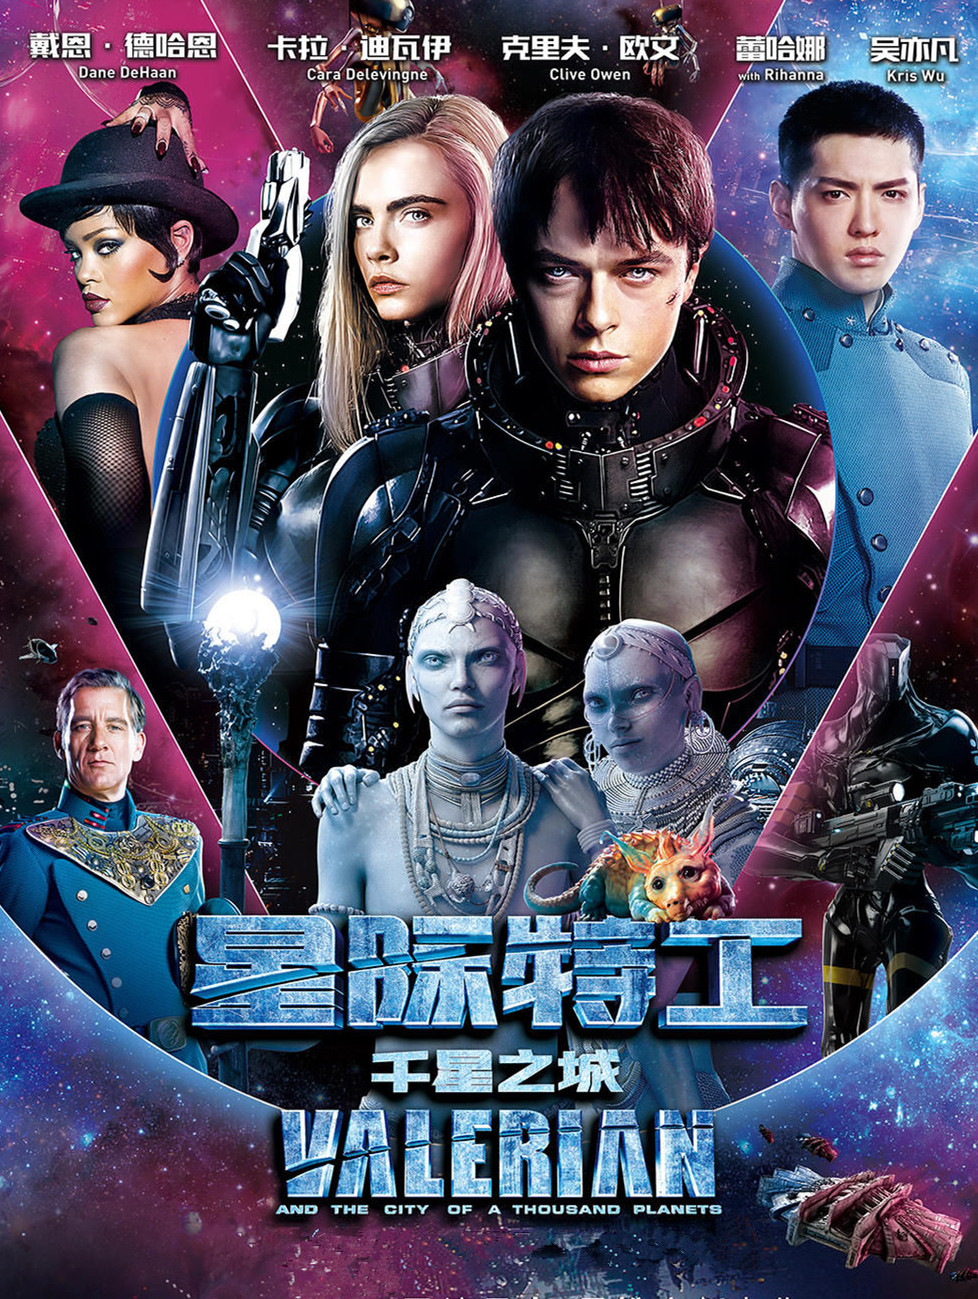 戴恩·德哈恩
Dane DeHaan
卡拉·迪瓦伊
Cara Delevingne
克里夫·欧文
Clive Owen
蕾哈娜
with Rihanna
吴亦凡
Kris Wu
星际特工
千星之城
VALERIAN
AND THE CITY OF A THOUSAND PLANETS